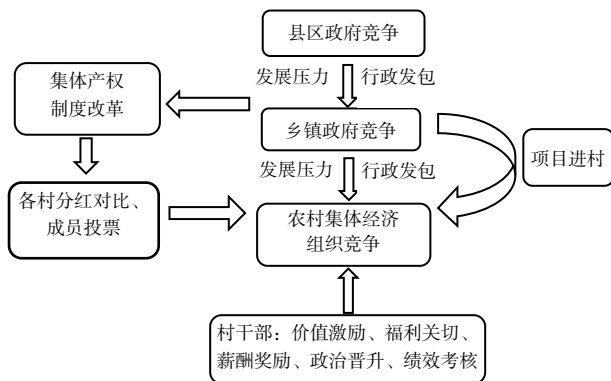 县区政府竞争
发展压力 行政发包
集体产权
制度改革
乡镇政府竞争
项目进村
发展压力 行政发包
各村分红对比、
成员投票
农村集体经济
组织竞争
村干部：价值激励、福利关切、
薪酬奖励、政治晋升、绩效考核